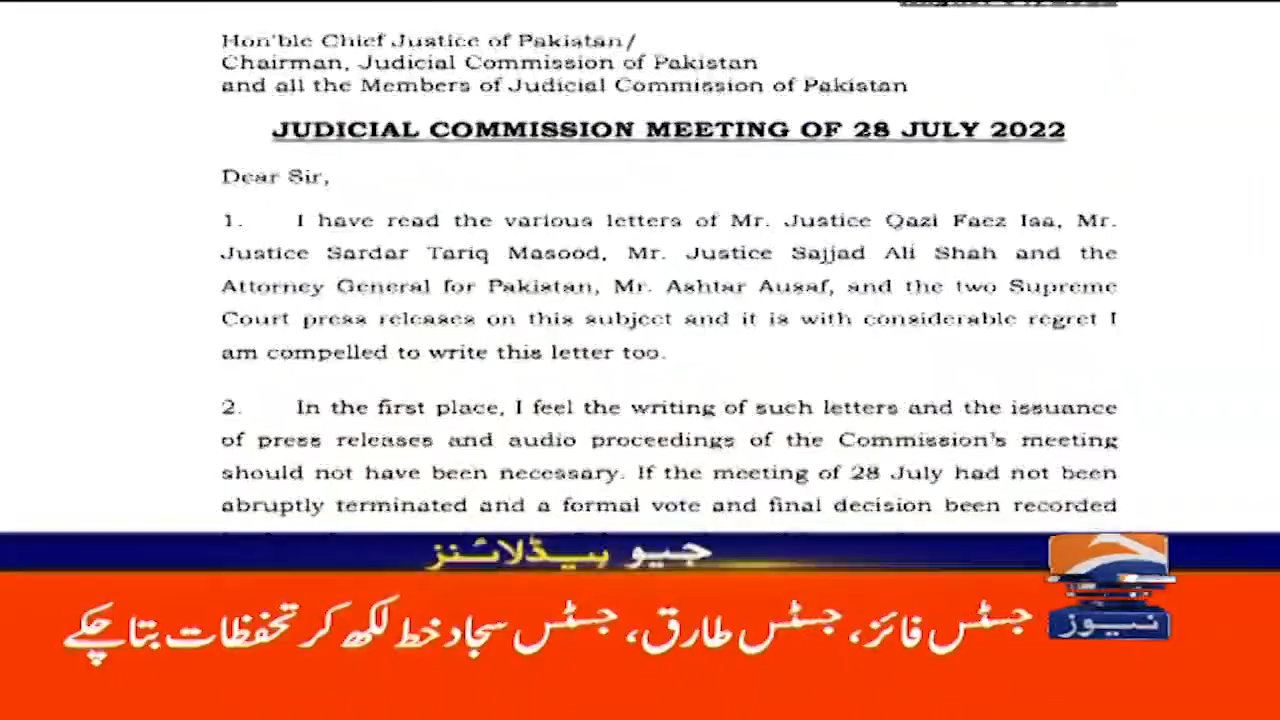 Hon'ble Chief Justice of Pakistan/
Chairman, Judicial Commission of Pakistan
and all the Members of Judicial Commission of Pakistan
JUDICIAL COMMISSION MEETING OF 28 JULY 2022
Dear Sir,
1. I have read the various letters of Mr. Justice Qazi Faez Isa, Mr.
Justice Sardar Tariq Masood, Mr. Justice Sajjad Ali Shah and the
Attorney General for Pakistan, Mr. Ashtar Ausaf, and the two Supreme
Court press releases on this subject and it is with considerable regret I
am compelled to write this letter too.
2. In the first place, I feel the writing of such letters and the issuance
of press releases and audio proceedings of the Commission's meeting
should not have been necessary. If the meeting of 28 July had not been
abruptly terminated and a formal vote and final decision been recorded
جیو ہیڈلائنز
جسٹس فائز، جسٹس طارق، جسٹس سجاد خط لکھ کر تحفظات بتا چکے
نیوز